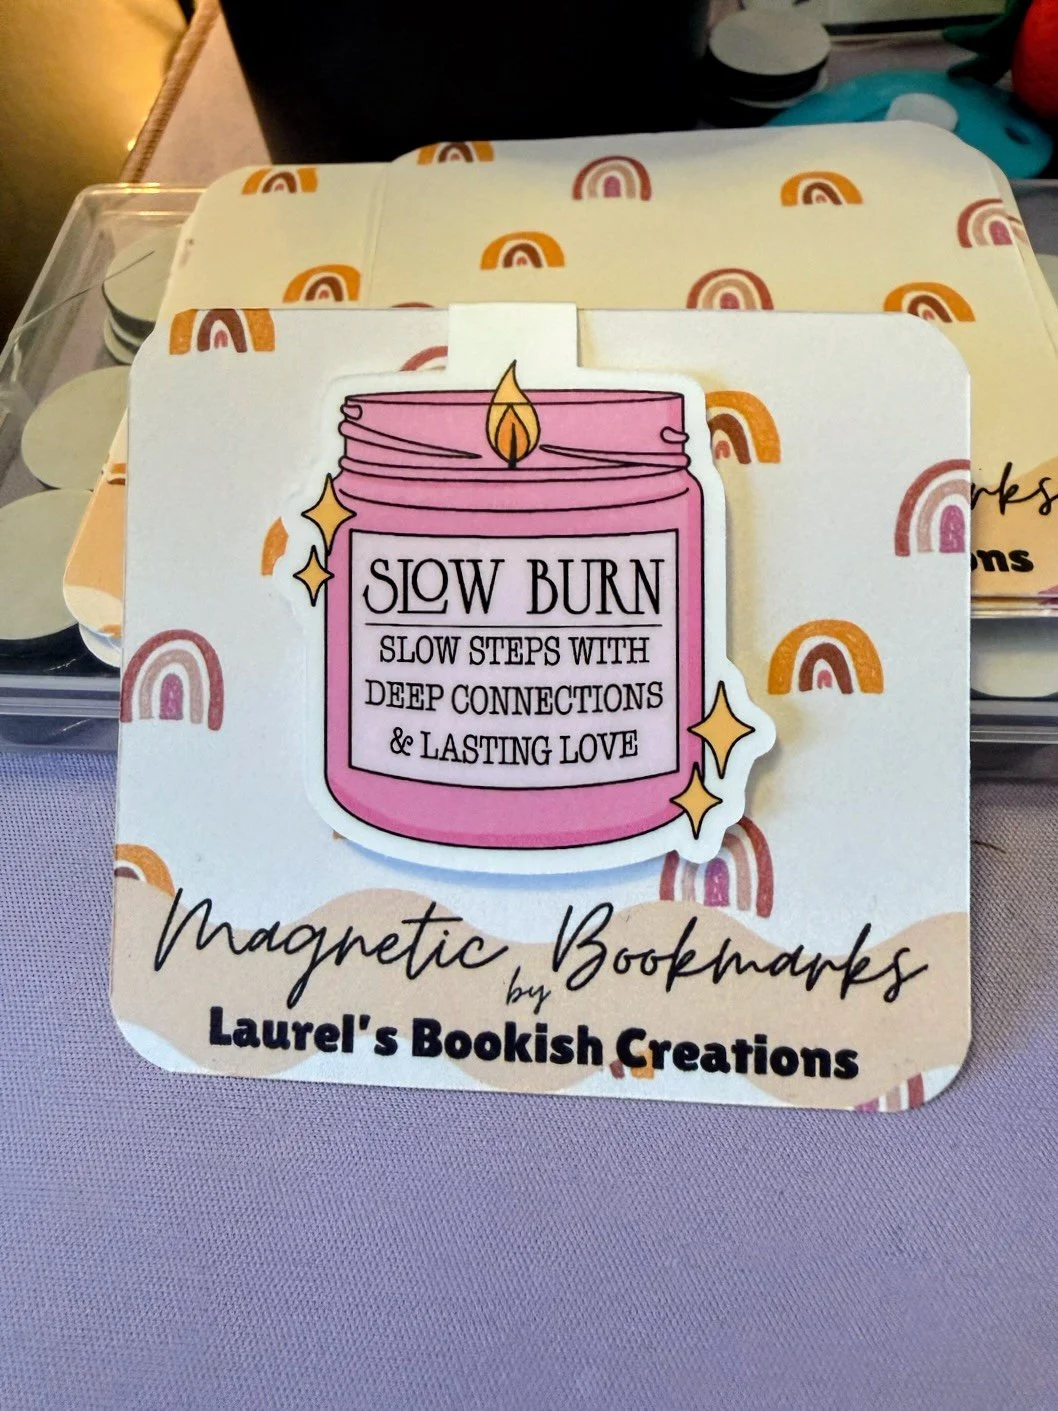 SLOW BURN
SLOW STEPS WITH
DEEP CONNECTIONS
& LASTING LOVE
Magnetic Bookmarks
by
Laurel's Bookish Creations